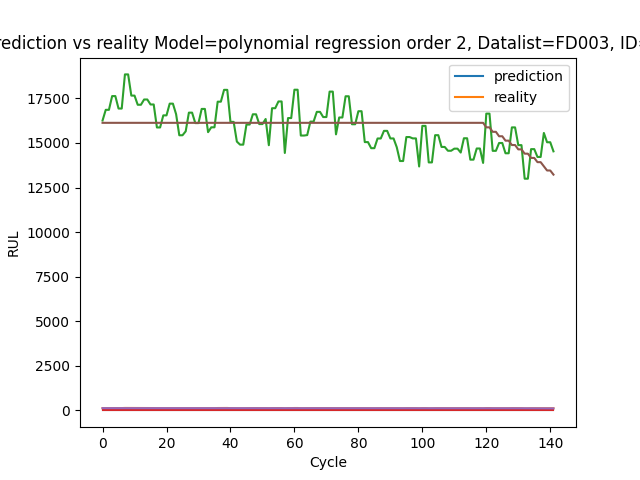 rediction vs reality Model=polynomial regression order 2, Datalist=FD003, ID=
prediction
reality
RUL
17500
15000
12500
10000
7500
5000
2500
0
0 20 40 60 80 100 120 140
Cycle